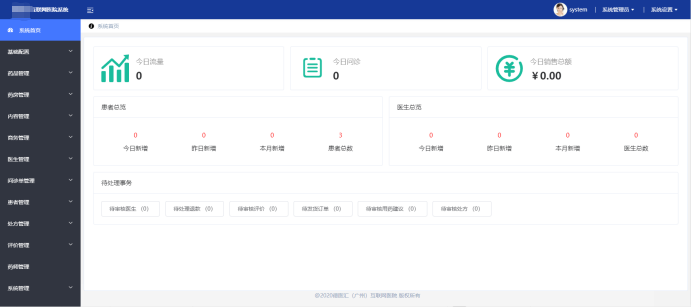 互联网医院系统
system | 系统管理员 | 系统设置
系统首页
系统首页
基础配置
药品管理
药房管理
内容管理
商务管理
医生管理
问诊单管理
患者管理
处方管理
评价管理
药师管理
系统管理
今日流量
0
今日问诊
0
今日销售总额
¥0.00
患者总览
0 0 0 3
今日新增 昨日新增 本月新增 患者总数
医生总览
0 0 0 0
今日新增 昨日新增 本月新增 医生总数
待处理事务
待审核医生 (0) 待处理退款 (0) 待审核评价 (0) 待发货订单 (0) 待审核用药建议 (0) 待审核处方 (0)
(广州) 互联网医院 版权所有